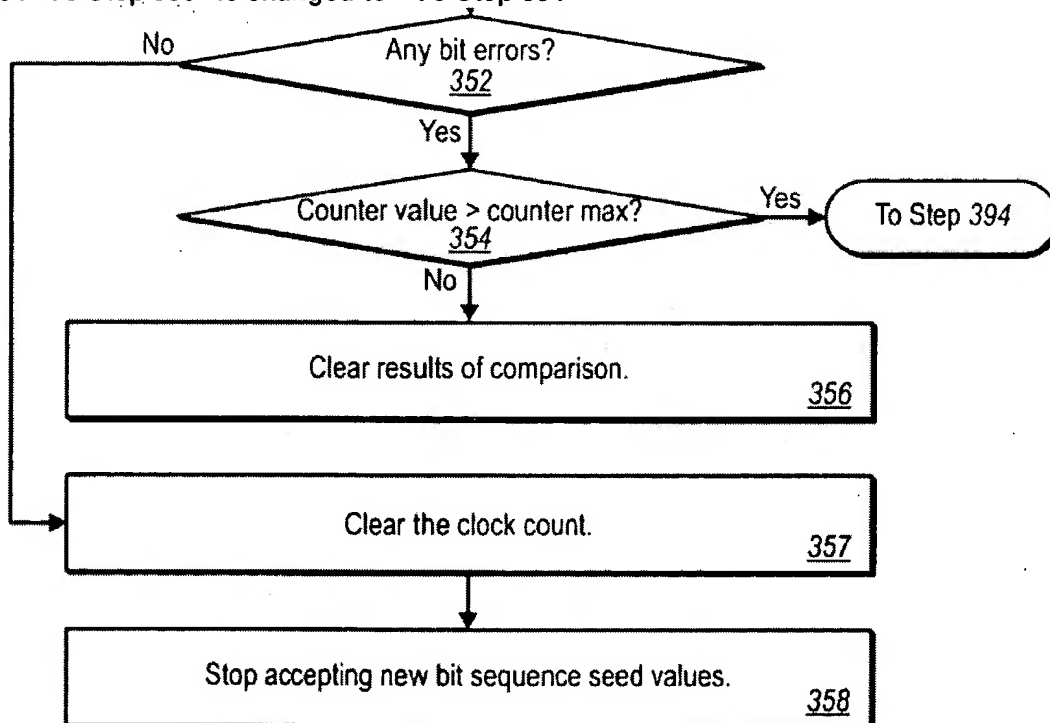 No
Any bit errors?
352
Yes
Counter value > counter max?
354
Yes
To Step 394
No
Clear results of comparison.
356
Clear the clock count.
357
Stop accepting new bit sequence seed values.
358